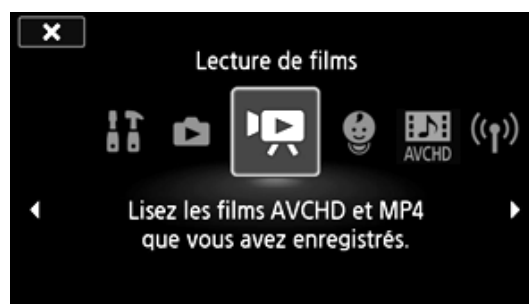 Lecture de films
AVCHD
Lisez les films AVCHD et MP4
que vous avez enregistrés.